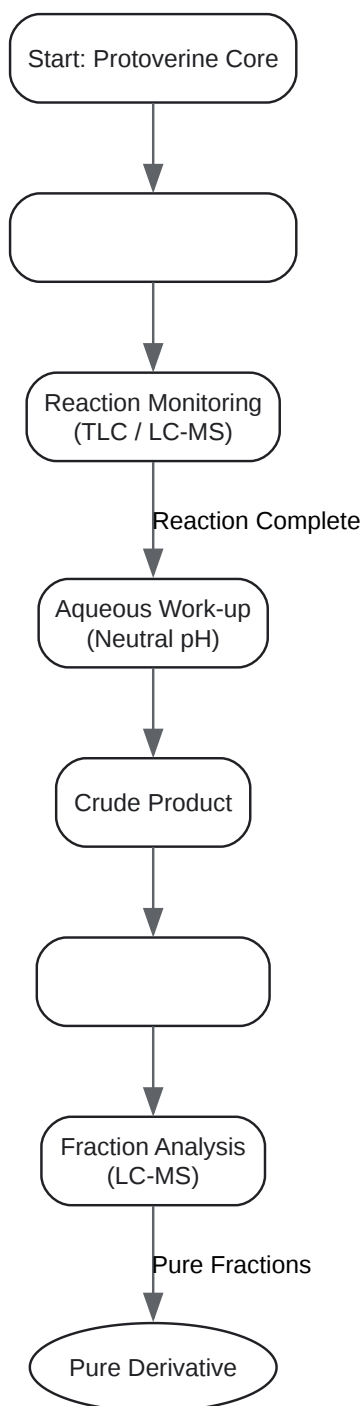 Start: Protoverine Core
Reaction Monitoring
(TLC / LC-MS)
Reaction Complete
Aqueous Work-up
(Neutral pH)
Crude Product
Fraction Analysis
(LC-MS)
Pure Fractions
Pure Derivative